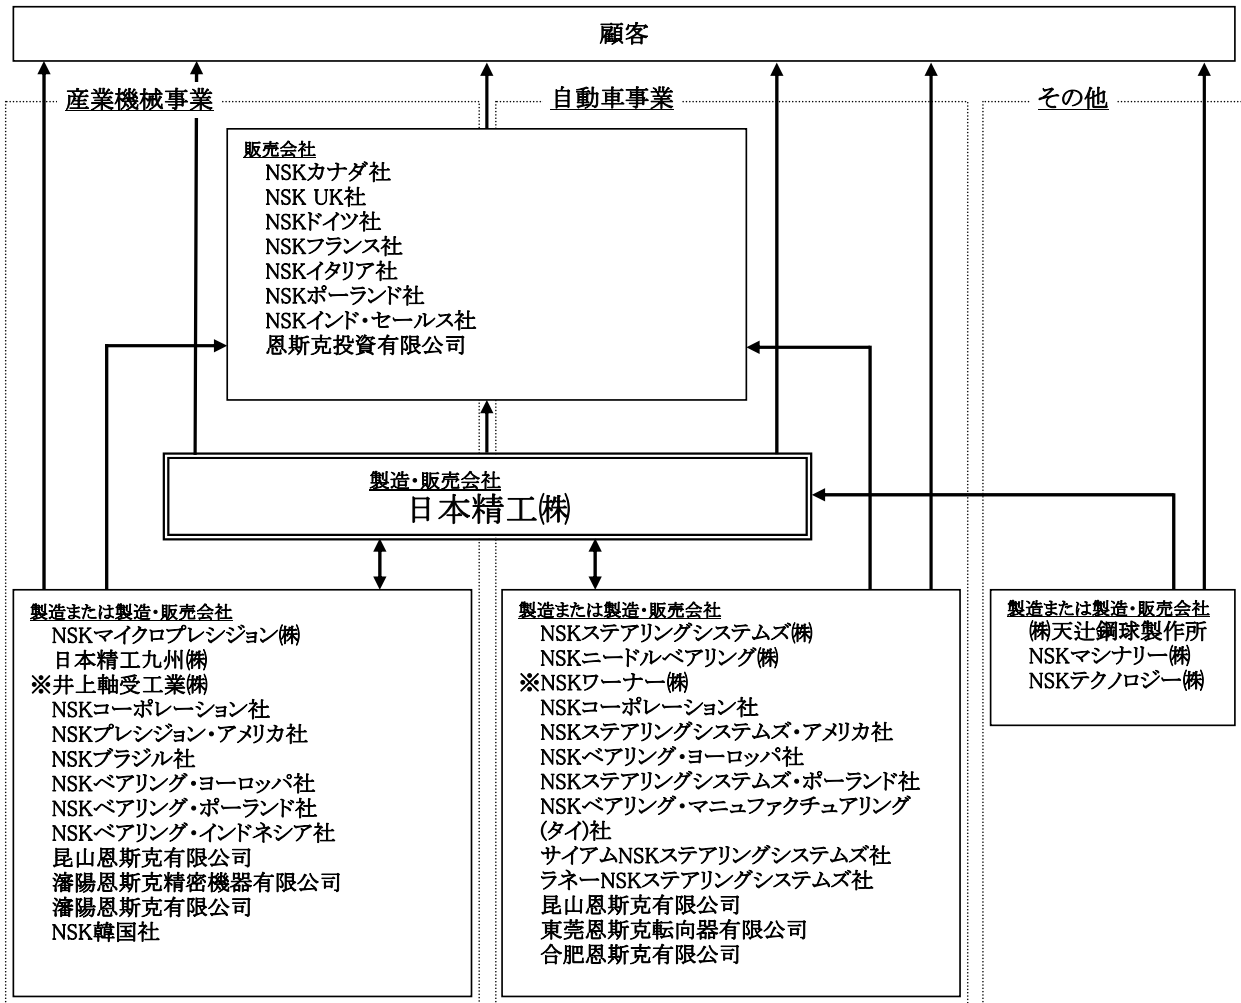 顧客
産業機械事業
自動車事業
その他
販売会社
NSKカナダ社
NSK UK社
NSKドイツ社
NSKフランス社
NSKイタリア社
NSKポーランド社
NSKインド・セールス社
恩斯克投資有限公司
製造・販売会社
日本精工㈱
製造または製造・販売会社
NSKマイクロプレシジョン㈱
日本精工九州㈱
※井上軸受工業㈱
NSKコーポレーション社
NSKプレシジョン・アメリカ社
NSKブラジル社
NSKベアリング・ヨーロッパ社
NSKベアリング・ポーランド社
NSKベアリング・インドネシア社
昆山恩斯克有限公司
瀋陽恩斯克精密機器有限公司
瀋陽恩斯克有限公司
NSK韓国社
製造または製造・販売会社
NSKステアリングシステムズ㈱
NSKニードルベアリング㈱
※NSKワーナー㈱
NSKコーポレーション社
NSKステアリングシステムズ・アメリカ社
NSKベアリング・ヨーロッパ社
NSKステアリングシステムズ・ポーランド社
NSKベアリング・マニュファクチュアリング
(タイ)社
サイアムNSKステアリングシステムズ社
ラネーNSKステアリングシステムズ社
昆山恩斯克有限公司
東莞恩斯克転向器有限公司
合肥恩斯克有限公司
製造または製造・販売会社
㈱天辻鋼球製作所
NSKマシナリー㈱
NSKテクノロジー㈱